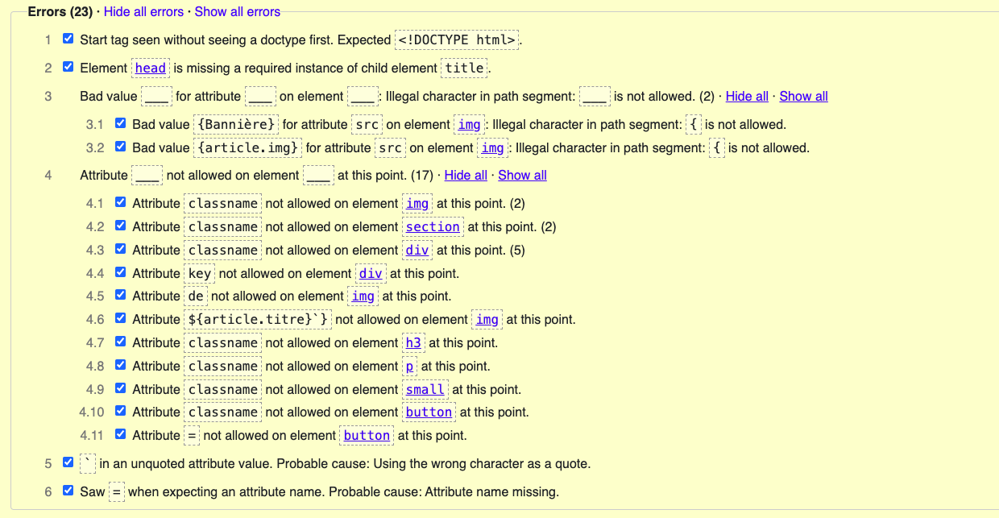 Errors (23) · Hide all errors · Show all errors
1 Start tag seen without seeing a doctype first. Expected <!DOCTYPE html>.
2 Element head is missing a required instance of child element title.
3 Bad value ___ for attribute ___ on element ___: Illegal character in path segment: ___ is not allowed. (2) · Hide all · Show all
3.1 Bad value {Bannière} for attribute src on element img: Illegal character in path segment: { is not allowed.
3.2 Bad value {article.img} for attribute src on element img: Illegal character in path segment: { is not allowed.
4 Attribute ___ not allowed on element ___ at this point. (17) · Hide all · Show all
4.1 Attribute classname not allowed on element img at this point. (2)
4.2 Attribute classname not allowed on element section at this point. (2)
4.3 Attribute classname not allowed on element div at this point. (5)
4.4 Attribute key not allowed on element div at this point.
4.5 Attribute de not allowed on element img at this point.
4.6 Attribute ${article.titre}`} not allowed on element img at this point.
4.7 Attribute classname not allowed on element h3 at this point.
4.8 Attribute classname not allowed on element p at this point.
4.9 Attribute classname not allowed on element small at this point.
4.10 Attribute classname not allowed on element button at this point.
4.11 Attribute = not allowed on element button at this point.
5 ` in an unquoted attribute value. Probable cause: Using the wrong character as a quote.
6 Saw = when expecting an attribute name. Probable cause: Attribute name missing.